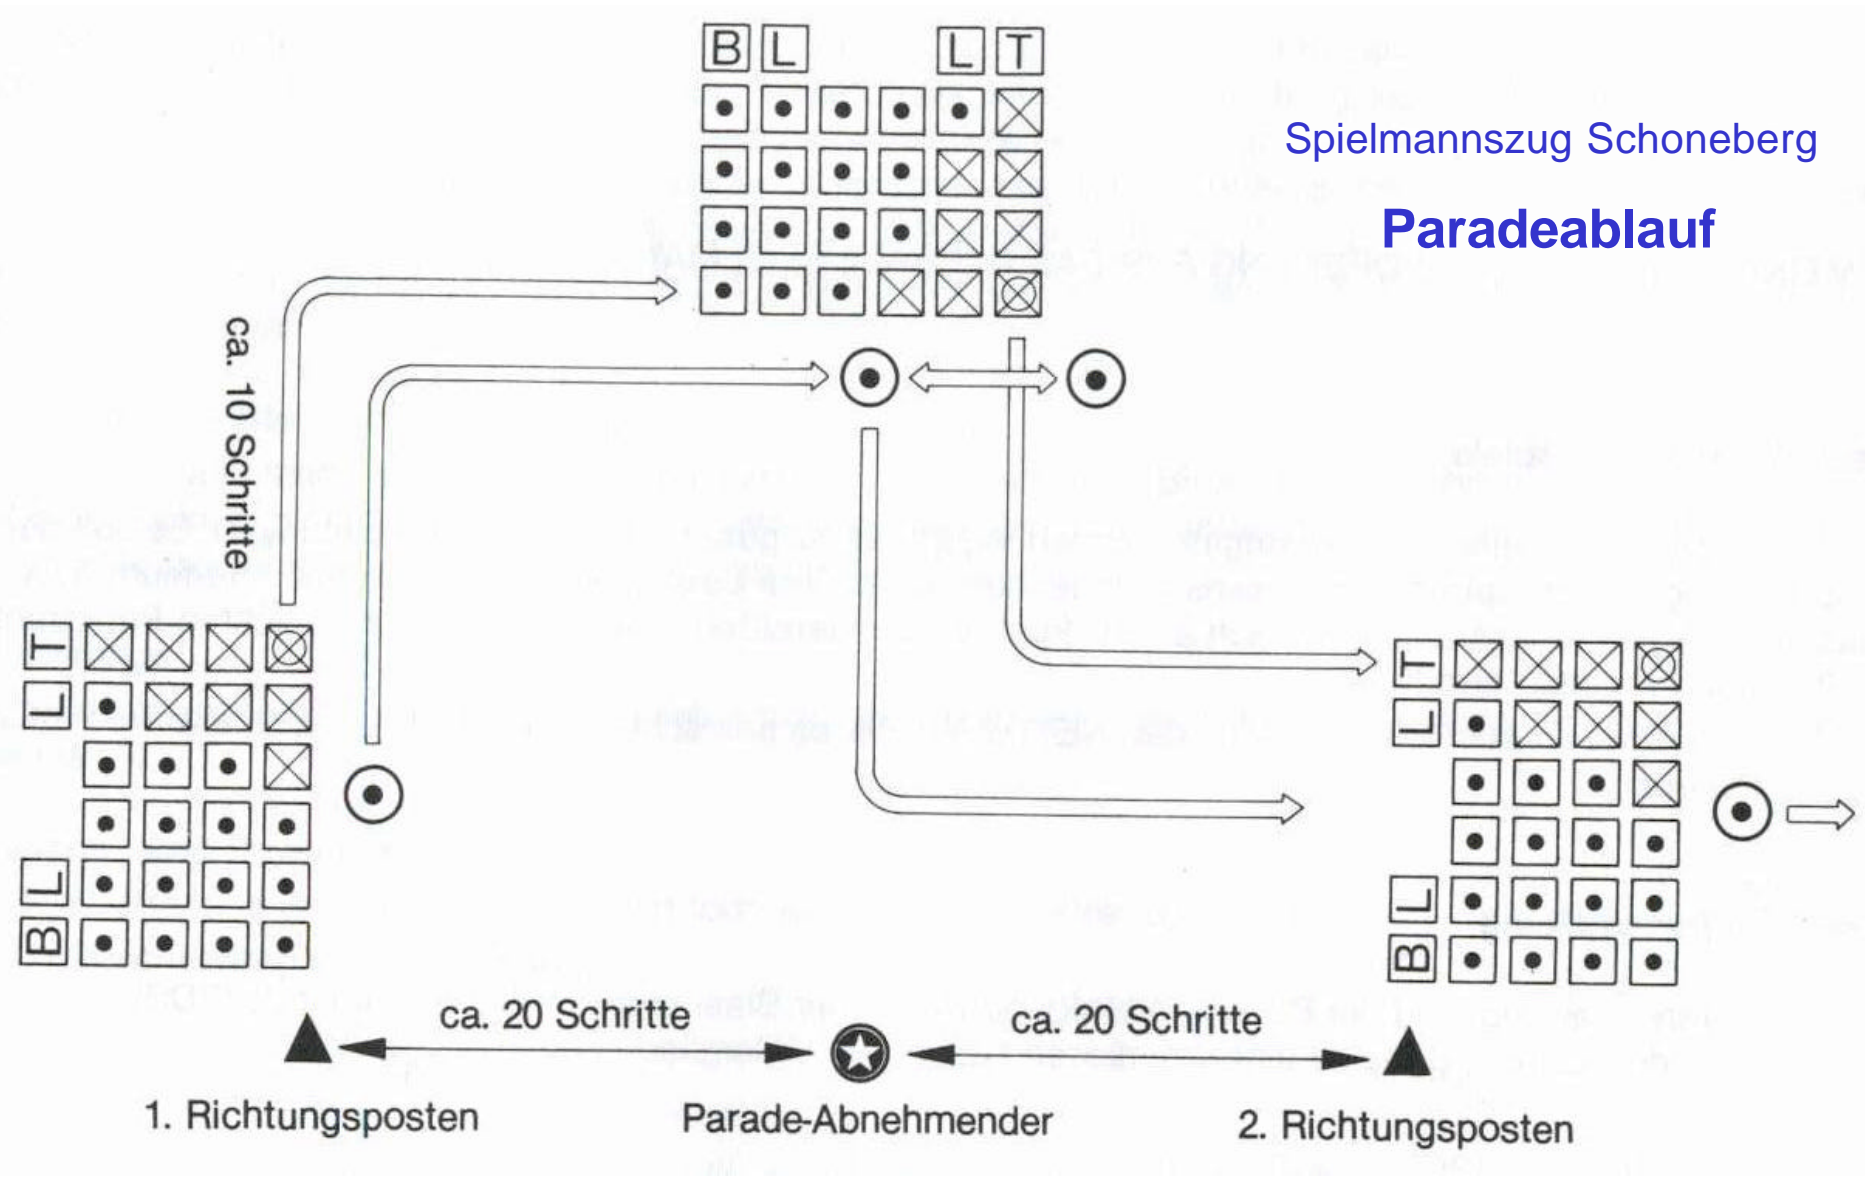 B L L T
Spielmannszug Schoneberg
Paradeablauf
ca. 10 Schritte
T
L
L
B
T
L
L
B
ca. 20 Schritte
ca. 20 Schritte
1. Richtungsposten
Parade-Abnehmender
2. Richtungsposten